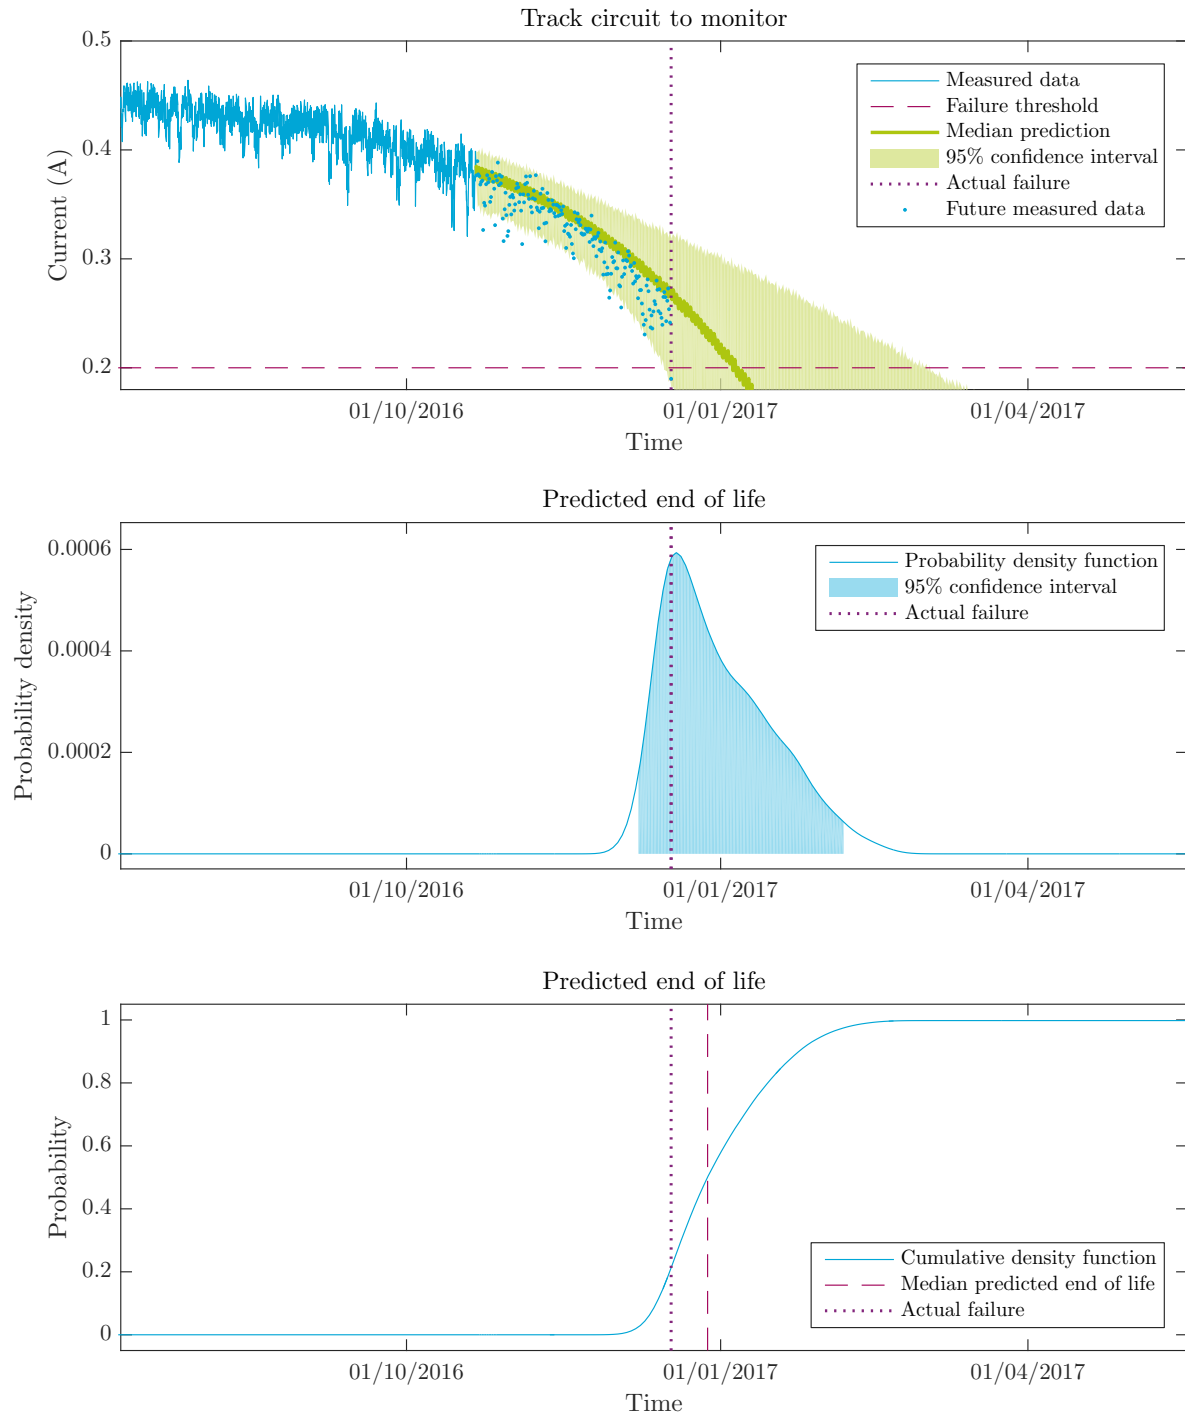 Track circuit to monitor
0.5
0.4
0.3
0.2
Current (A)
Measured data
Failure threshold
Median prediction
95% confidence interval
Actual failure
Future measured data
01/10/2016
01/01/2017
01/04/2017
Time
Predicted end of life
0.0006
0.0004
0.0002
0
Probability density
Probability density function
95% confidence interval
Actual failure
01/10/2016
01/01/2017
01/04/2017
Time
Predicted end of life
1
0.8
0.6
0.4
0.2
0
Probability
Cumulative density function
Median predicted end of life
Actual failure
01/10/2016
01/01/2017
01/04/2017
Time